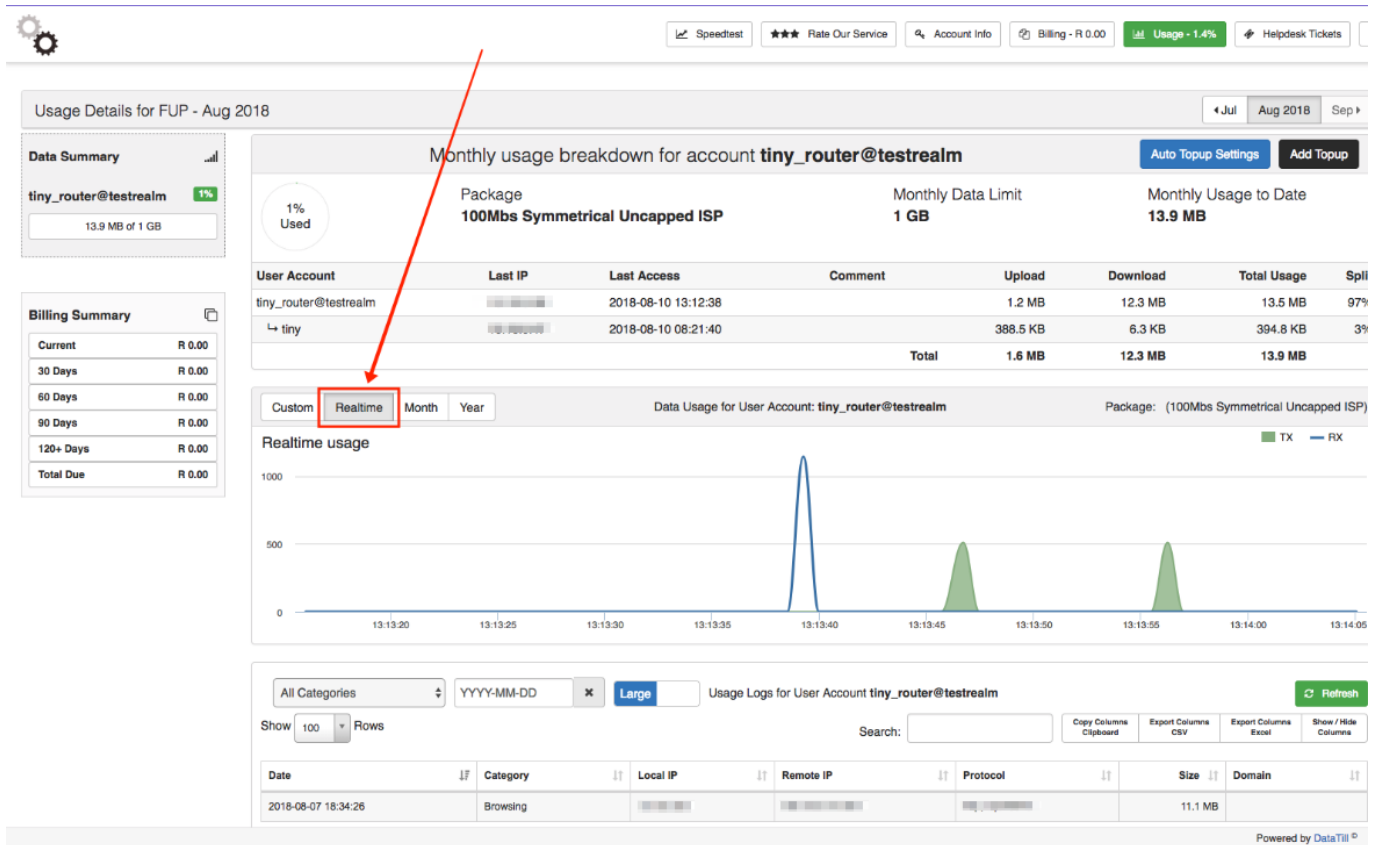 Speedtest ★★★ Rate Our Service Account Info Billing - R 0.00 Usage - 1.4% Helpdesk Tickets
Usage Details for FUP - Aug 2018
Jul Aug 2018 Sep
Data Summary
tiny_router@testrealm 1%
13.9 MB of 1 GB
Billing Summary
Current R 0.00
30 Days R 0.00
60 Days R 0.00
90 Days R 0.00
120+ Days R 0.00
Total Due R 0.00
Monthly usage breakdown for account tiny_router@testrealm
Auto Topup Settings Add Topup
1%
Used
Package
100Mbs Symmetrical Uncapped ISP
Monthly Data Limit
1 GB
Monthly Usage to Date
13.9 MB
User Account Last IP Last Access Comment Upload Download Total Usage Spli
tiny_router@testrealm 2018-08-10 13:12:38 1.2 MB 12.3 MB 13.5 MB 97%
tiny 2018-08-10 08:21:40 388.5 KB 6.3 KB 394.8 KB 3%
Total 1.6 MB 12.3 MB 13.9 MB
Custom Realtime Month Year
Data Usage for User Account: tiny_router@testrealm
Package: (100Mbs Symmetrical Uncapped ISP)
Realtime usage
TX RX
1000
500
0
13:13:20 13:13:25 13:13:30 13:13:35 13:13:40 13:13:45 13:13:50 13:13:55 13:14:00 13:14:05
All Categories YYYY-MM-DD Large Usage Logs for User Account tiny_router@testrealm Refresh
Show 100 Rows
Search:
Copy Columns Clipboard
Export Columns CSV
Export Columns Excel
Show / Hide Columns
Date Category Local IP Remote IP Protocol Size Domain
2018-08-07 18:34:26 Browsing 11.1 MB
Powered by DataTill ©